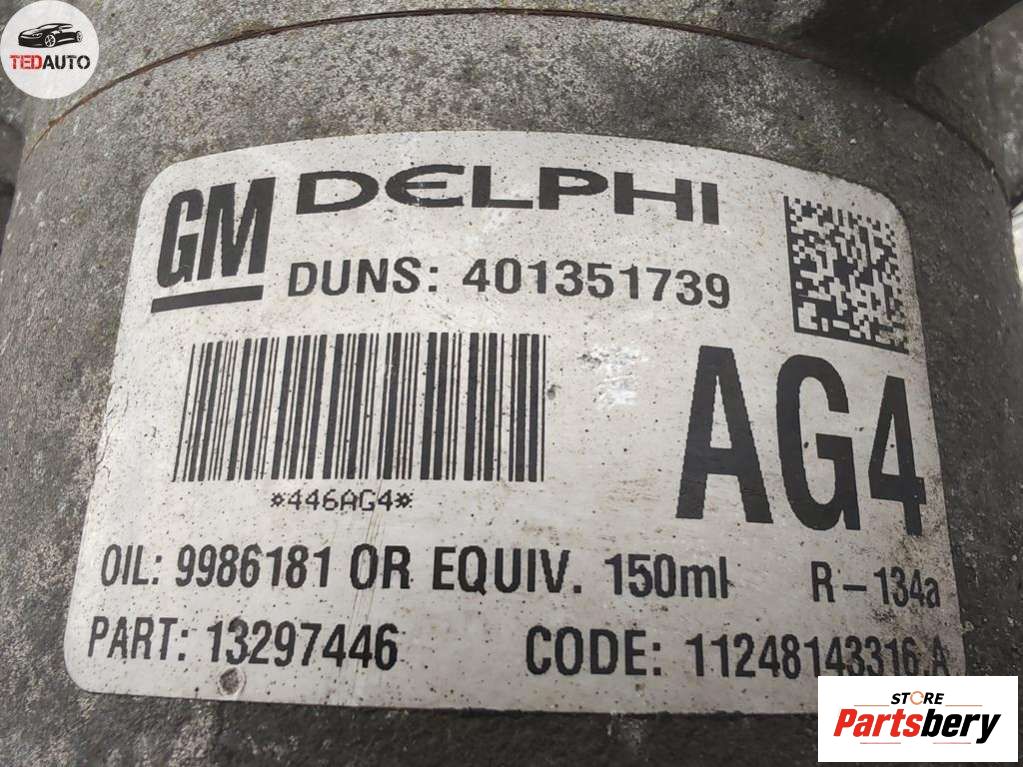 TEDAUTO
GM DELPHI
DUNS: 401351739
*446AG4*
AG4
OIL: 9986181 OR EQUIV. 150ml R-134a
PART: 13297446 CODE: 11248143316 A
STORE
Partsbery